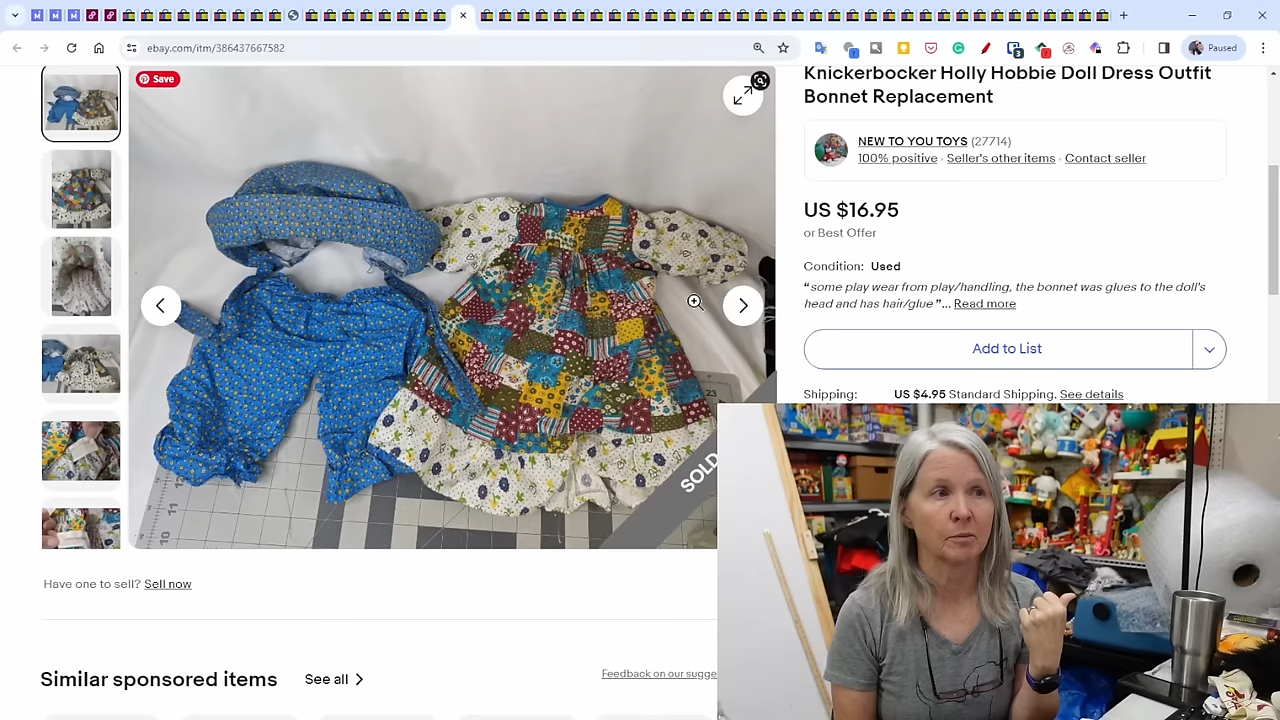 ebay.com/itm/386437667582
Paused
Save
Knickerbocker Holly Hobbie Doll Dress Outfit
Bonnet Replacement
NEW TO YOU TOYS (27714)
100% positive · Seller's other items · Contact seller
US $16.95
or Best Offer
Condition: Used
“some play wear from play/handling, the bonnet was glues to the doll's
head and has hair/glue”... Read more
Add to List
Shipping: US $4.95 Standard Shipping. See details
SOLD
23
12
11
10
Have one to sell? Sell now
Similar sponsored items See all
Feedback on our sugge